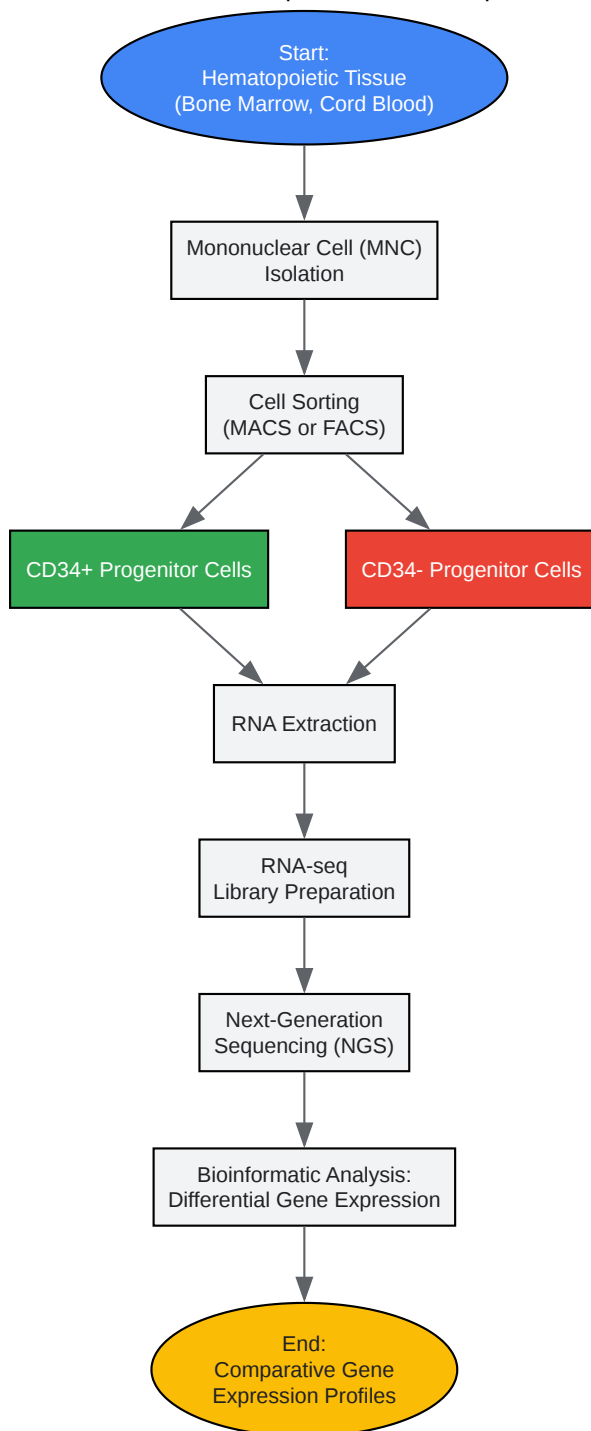 Start:
Hematopoietic Tissue
(Bone Marrow, Cord Blood)
Mononuclear Cell (MNC)
Isolation
Cell Sorting
(MACS or FACS)
CD34+ Progenitor Cells
CD34- Progenitor Cells
RNA Extraction
RNA-seq
Library Preparation
Next-Generation
Sequencing (NGS)
Bioinformatic Analysis:
Differential Gene Expression
End:
Comparative Gene
Expression Profiles